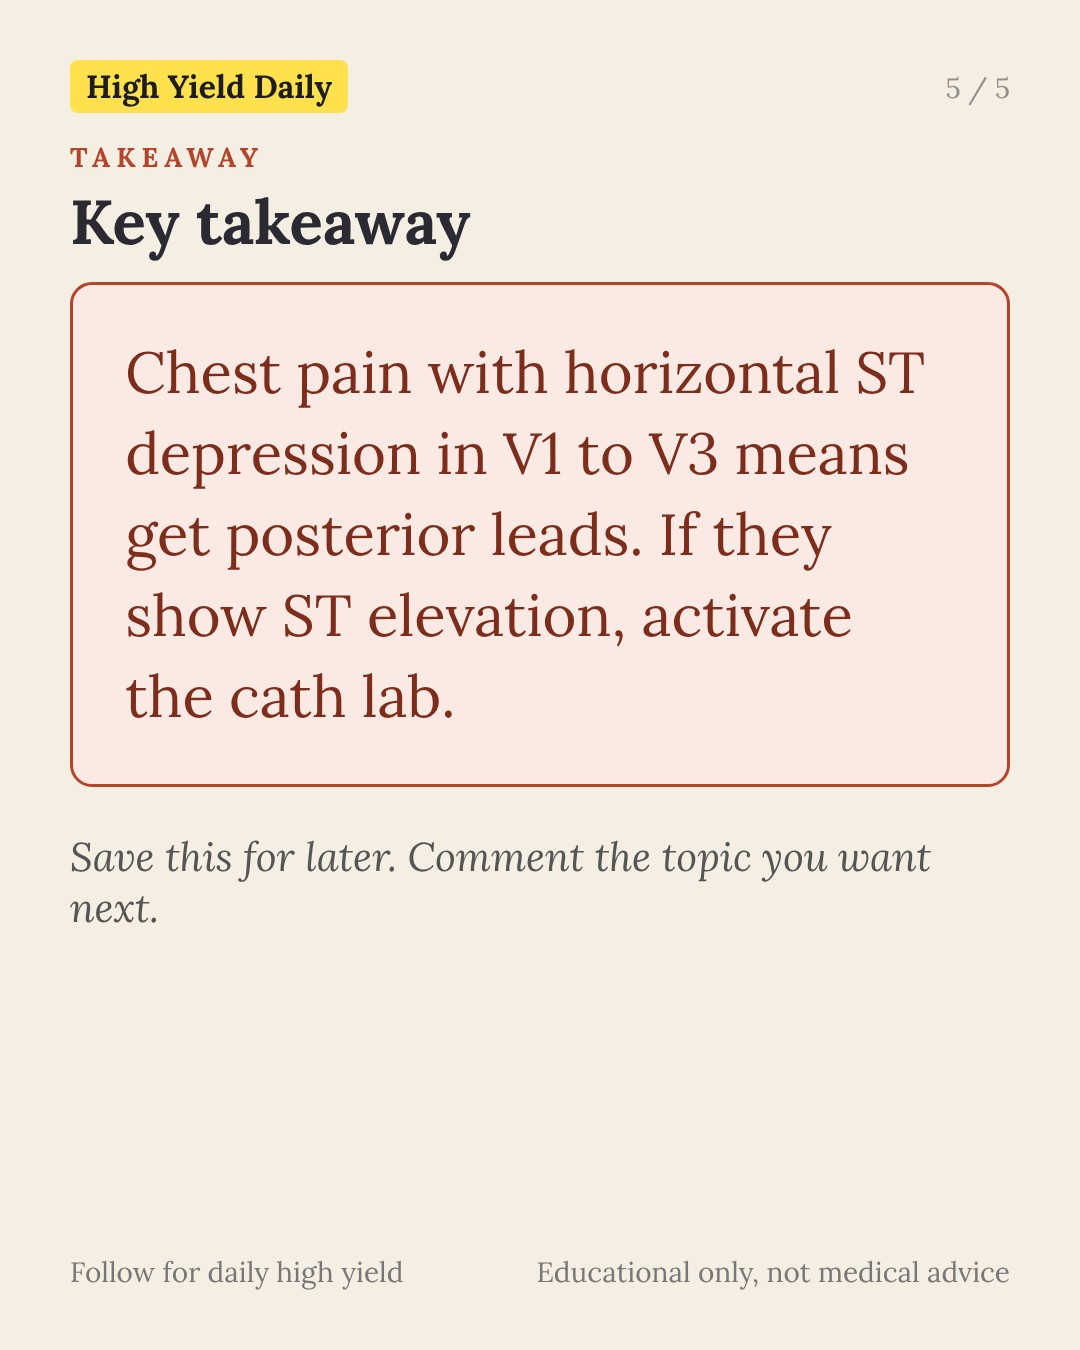 High Yield Daily
5 / 5
TAKEAWAY
Key takeaway
Chest pain with horizontal ST
depression in V1 to V3 means
get posterior leads. If they
show ST elevation, activate
the cath lab.
Save this for later. Comment the topic you want
next.
Follow for daily high yield
Educational only, not medical advice